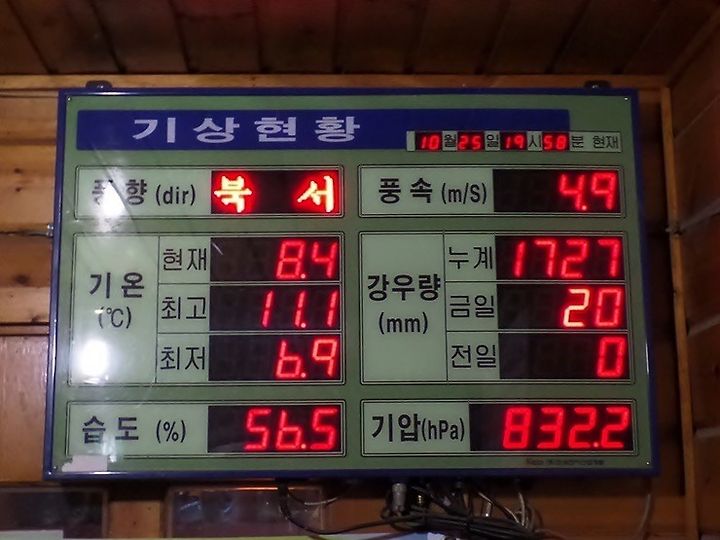 기상현황
10월25일19시58분 현재
풍향(dir) 북 서
풍속(m/S) 4.9
기온(℃)
현재 8.4
최고 11.1
최저 6.9
강우량(mm)
누계 1727
금일 20
전일 0
습도 (%) 56.5
기압(hPa) 832.2